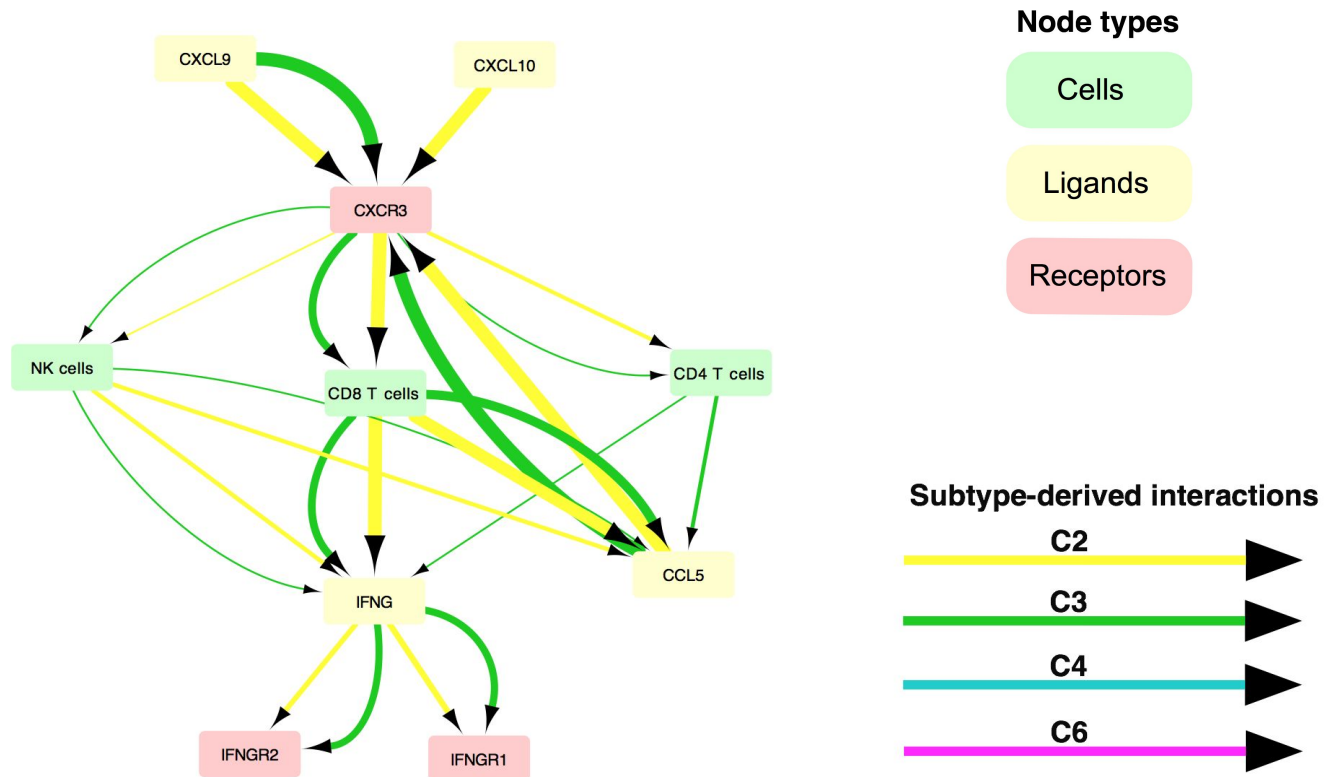 Node types
CXCL9
CXCL10
Cells
Ligands
CXCR3
Receptors
NK cells
CD8 T cells
CD4 T cells
Subtype-derived interactions
C2
CCL5
IFNG
C3
C4
C6
IFNGR2
IFNGR1